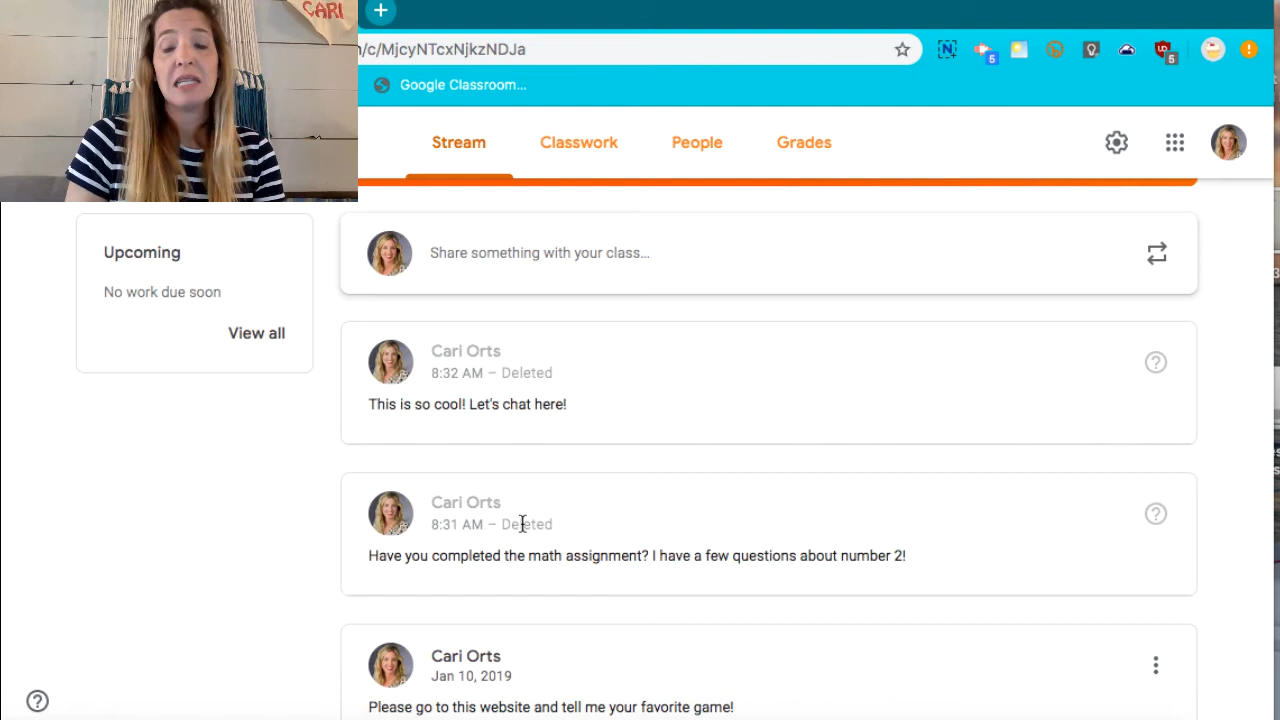 CARI
/c/MjcyNTcxNjkzNDJa
N
5
UD
5
Google Classroom...
Stream
Classwork
People
Grades
Upcoming
No work due soon
View all
Share something with your class...
Cari Orts
8:32 AM – Deleted
This is so cool! Let's chat here!
Cari Orts
8:31 AM – Deleted
Have you completed the math assignment? I have a few questions about number 2!
Cari Orts
Jan 10, 2019
Please go to this website and tell me your favorite game!